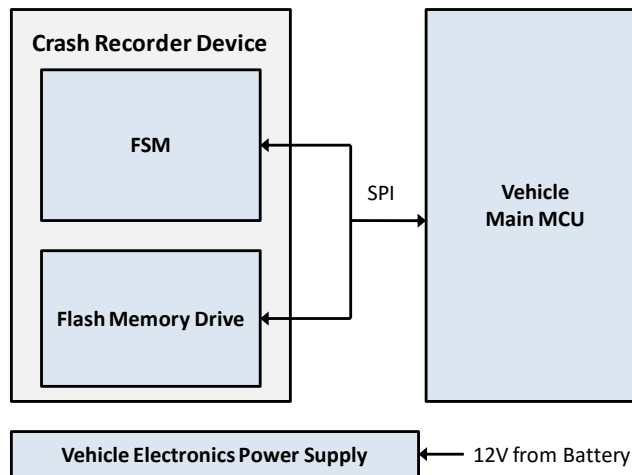 Crash Recorder Device
FSM
SPI
Vehicle
Main MCU
Flash Memory Drive
Vehicle Electronics Power Supply
12V from Battery